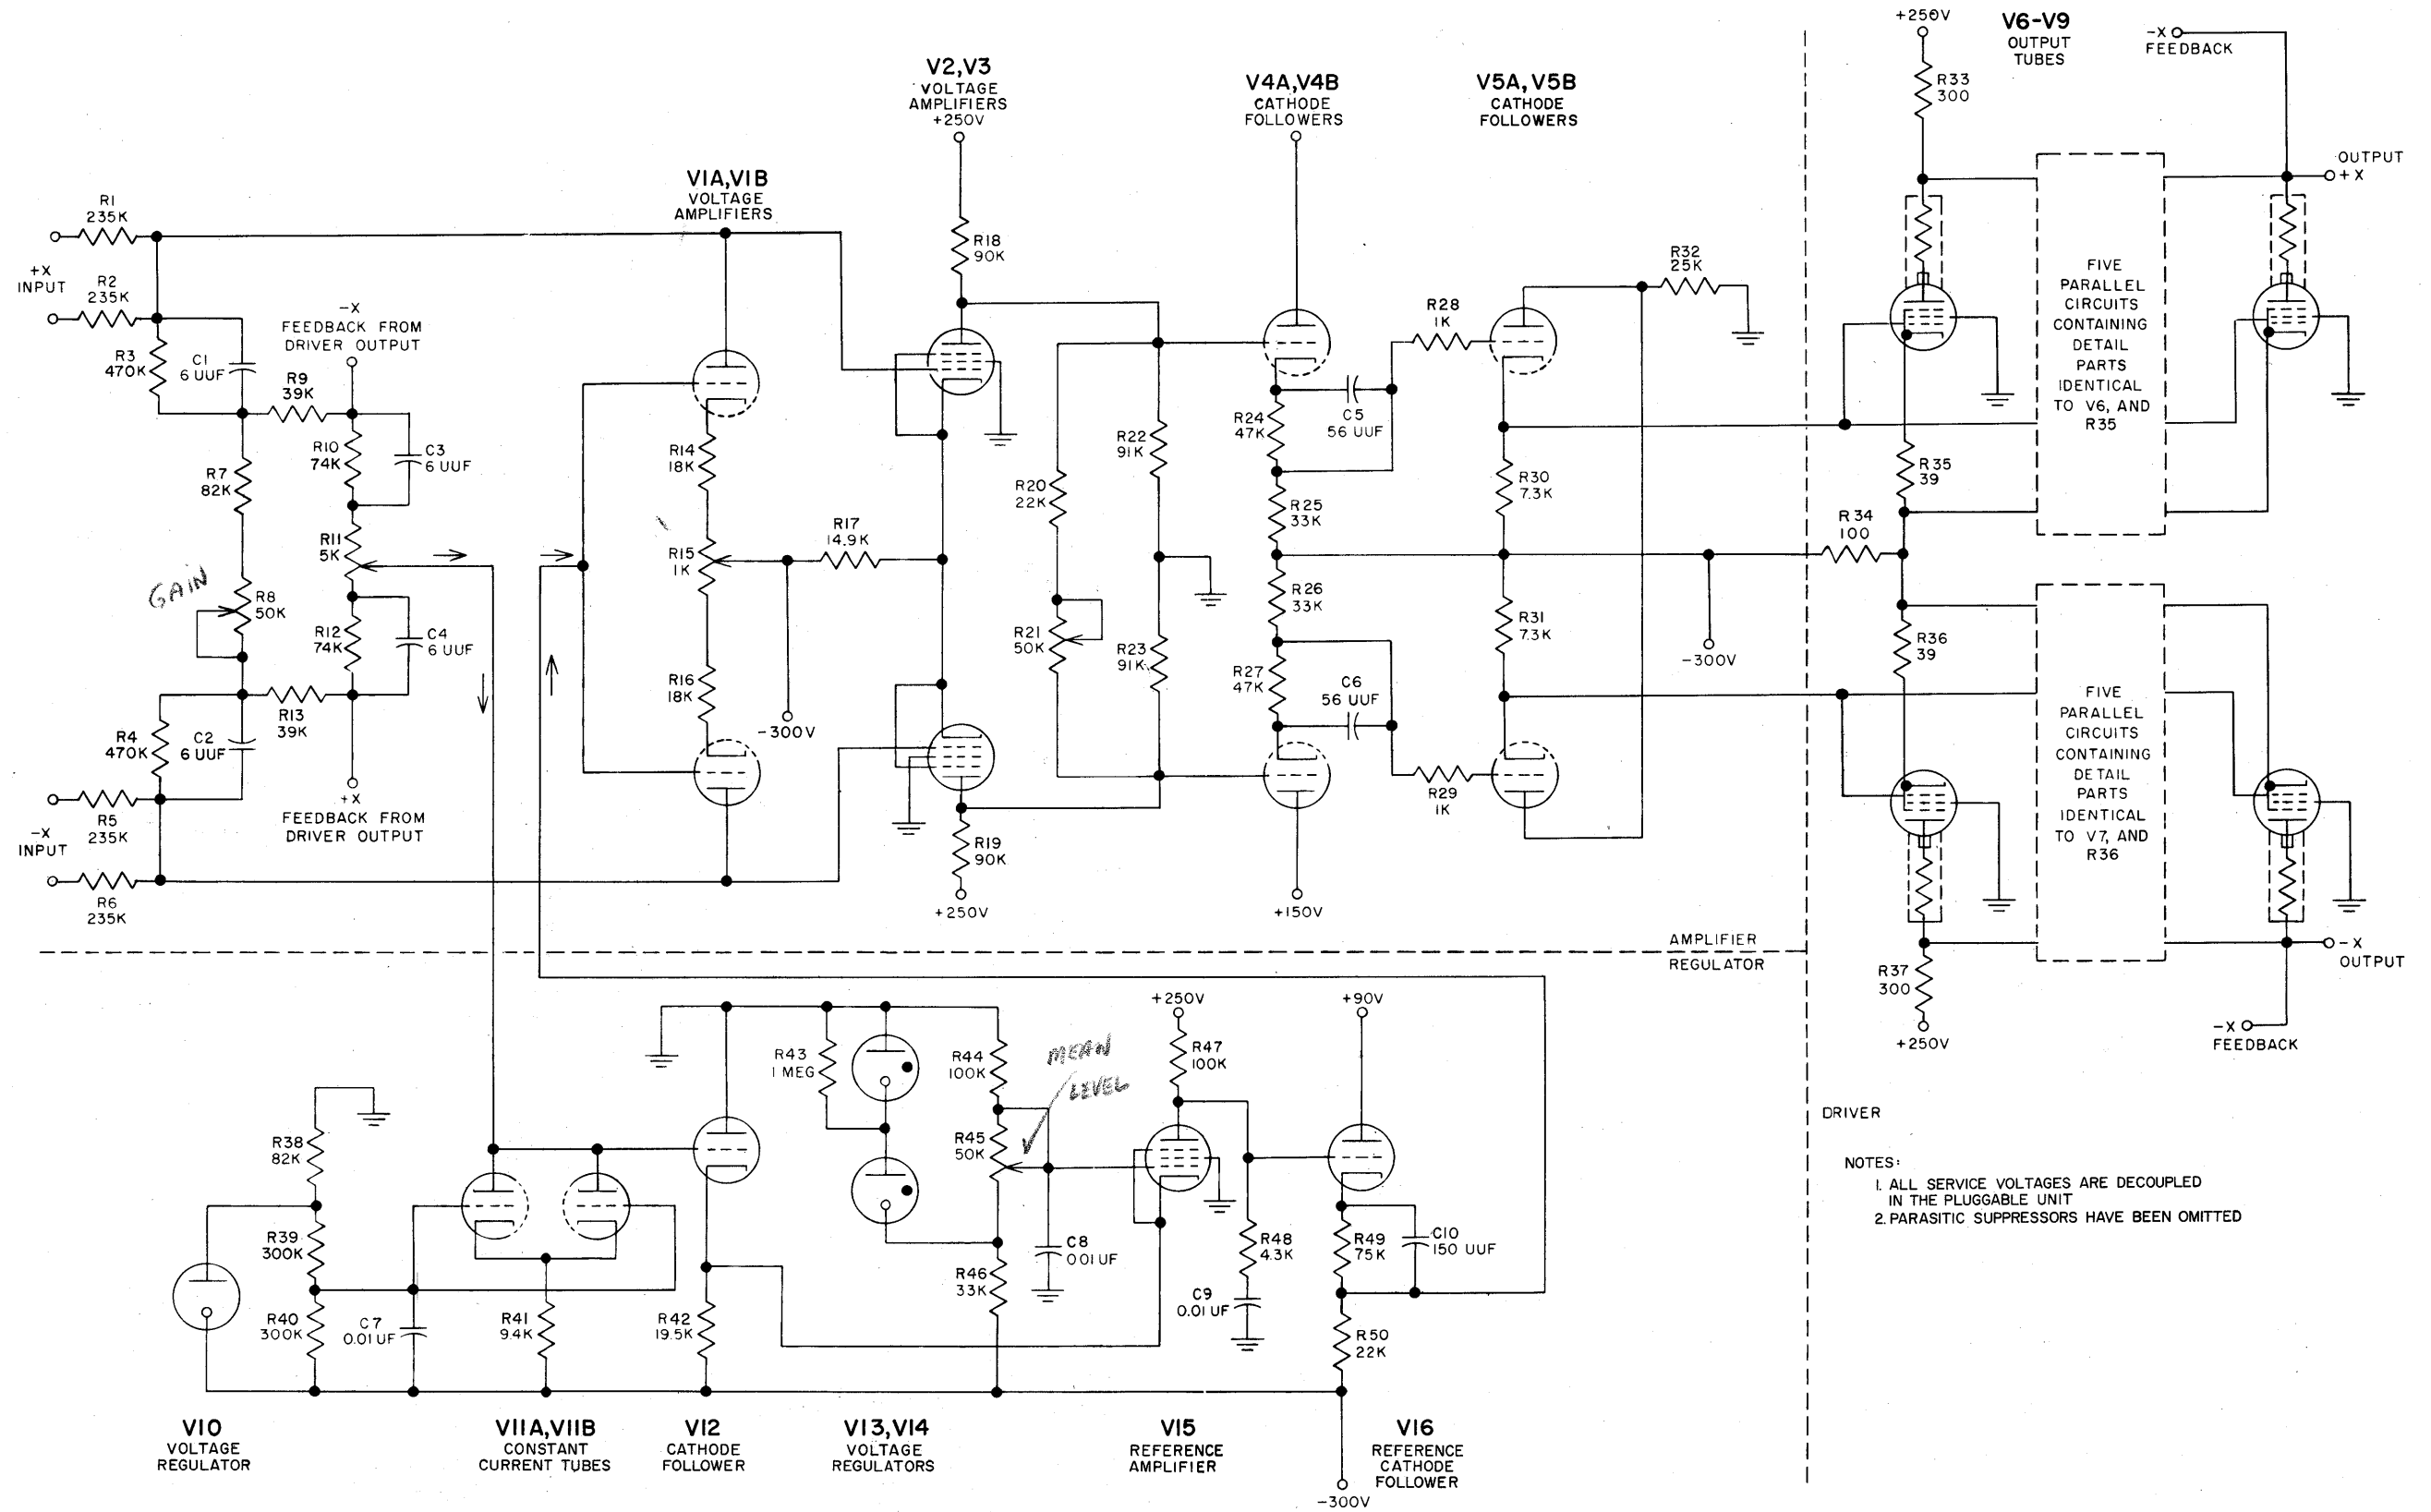 +250V
V6-V9
OUTPUT
TUBES
-X
FEEDBACK
R33
300
V2,V3
VOLTAGE
AMPLIFIERS
+250V
V4A,V4B
CATHODE
FOLLOWERS
V5A,V5B
CATHODE
FOLLOWERS
V1A,V1B
VOLTAGE
AMPLIFIERS
OUTPUT
+X
R1
235K
+X
INPUT
R2
235K
-X
FEEDBACK FROM
DRIVER OUTPUT
R18
90K
R32
25K
R28
1K
R3
470K
C1
6 UUF
R9
39K
FIVE
PARALLEL
CIRCUITS
CONTAINING
DETAIL
PARTS
IDENTICAL
TO V6, AND
R35
R10
74K
C3
6 UUF
R7
82K
R14
18K
R22
91K
R24
47K
C5
56 UUF
R20
22K
R25
33K
R30
7.3K
R35
39
R34
100
R11
5K
R15
1K
R17
14.9K
GAIN
R8
50K
R12
74K
C4
6 UUF
R21
50K
R23
91K
R26
33K
R31
7.3K
-300V
R36
39
R16
18K
-300V
R27
47K
C6
56 UUF
R13
39K
R4
470K
C2
6 UUF
+X
FEEDBACK FROM
DRIVER OUTPUT
R5
235K
-X
INPUT
R6
235K
R19
90K
+250V
R29
1K
+150V
FIVE
PARALLEL
CIRCUITS
CONTAINING
DETAIL
PARTS
IDENTICAL
TO V7, AND
R36
-X
OUTPUT
AMPLIFIER
REGULATOR
R37
300
+250V
-X
FEEDBACK
R43
1 MEG
R44
100K
MEAN
LEVEL
+250V
R47
100K
+90V
R38
82K
R45
50K
DRIVER
NOTES:
1. ALL SERVICE VOLTAGES ARE DECOUPLED
IN THE PLUGGABLE UNIT
2. PARASITIC SUPPRESSORS HAVE BEEN OMITTED
R39
300K
C8
001UF
R48
4.3K
R49
75K
C10
150 UUF
R46
33K
R40
300K
C7
0.01 UF
R41
9.4K
R42
19.5K
C9
0.01 UF
R50
22K
V10
VOLTAGE
REGULATOR
V11A,V11B
CONSTANT
CURRENT TUBES
V12
CATHODE
FOLLOWER
V13,V14
VOLTAGE
REGULATORS
V15
REFERENCE
AMPLIFIER
V16
REFERENCE
CATHODE
FOLLOWER
-300V